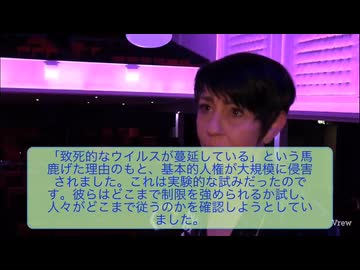 「致死的なウイルスが蔓延している」という馬
鹿げた理由のもと、基本的人権が大規模に侵害
されました。これは実験的な試みだったので
す。彼らはどこまで制限を強められるか試し、
人々がどこまで従うのかを確認しようとしてい
ました。
Vrew